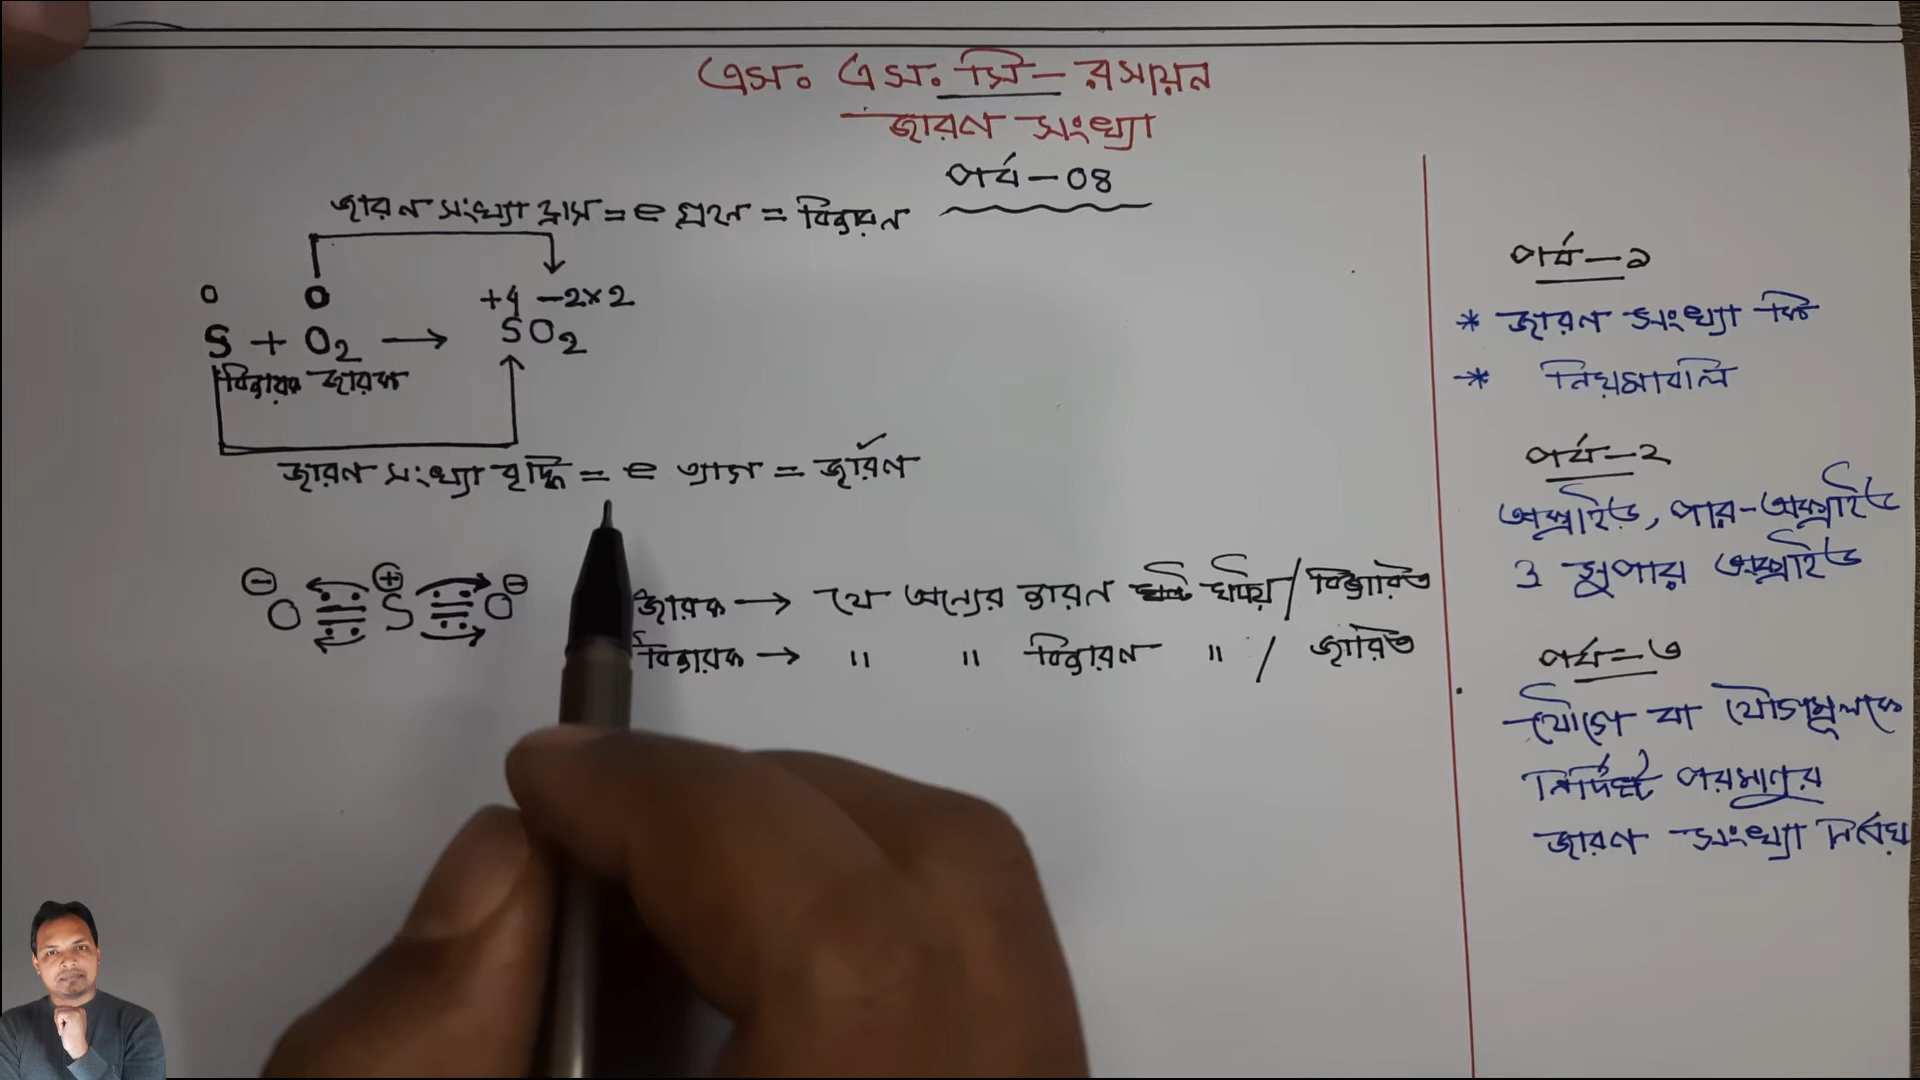 এস. এস. সি - রসায়ন
জারণ সংখ্যা
পর্ব - ০৪
জারণ সংখ্যা হ্রাস = e গ্রহণ = বিজারণ
0 0 +4 -2×2
S + O2 → SO2
বিজারক জারক
জারণ সংখ্যা বৃদ্ধি = e ত্যাগ = জারণ
⊖ ⊕ ⊖
O S O
জারক → যে অন্যের জারণ ঘটায় / বিজারিত
বিজারক → " " বিজারণ " / জারিত
পর্ব - ১
* জারণ সংখ্যা কি
* নিয়মাবলি
পর্ব - ২
অক্সাইড, পার-অক্সাইড
ও সুপার অক্সাইড
পর্ব = ৩
যৌগে বা যৌগমূলকে
নির্দিষ্ট পরমানুর
জারণ সংখ্যা নির্ণয়